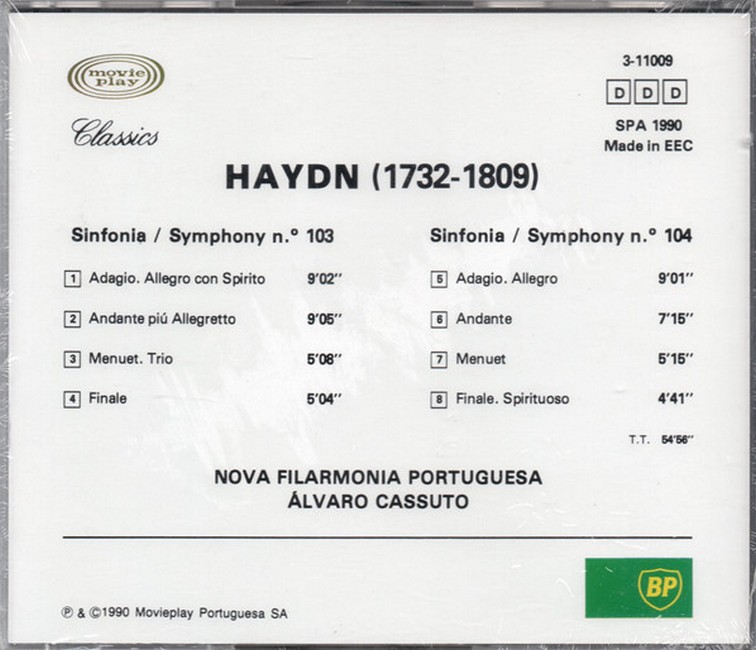 movie
play
Classics
3-11009
D D D
SPA 1990
Made in EEC
HAYDN (1732-1809)
Sinfonia / Symphony n.º 103
1 Adagio. Allegro con Spirito 9'02''
2 Andante piú Allegretto 9'05''
3 Menuet. Trio 5'08''
4 Finale 5'04''
Sinfonia / Symphony n.º 104
5 Adagio. Allegro 9'01''
6 Andante 7'15''
7 Menuet 5'15''
8 Finale. Spirituoso 4'41''
T.T. 54'56''
NOVA FILARMONIA PORTUGUESA
ÁLVARO CASSUTO
BP
℗ & ©1990 Movieplay Portuguesa SA